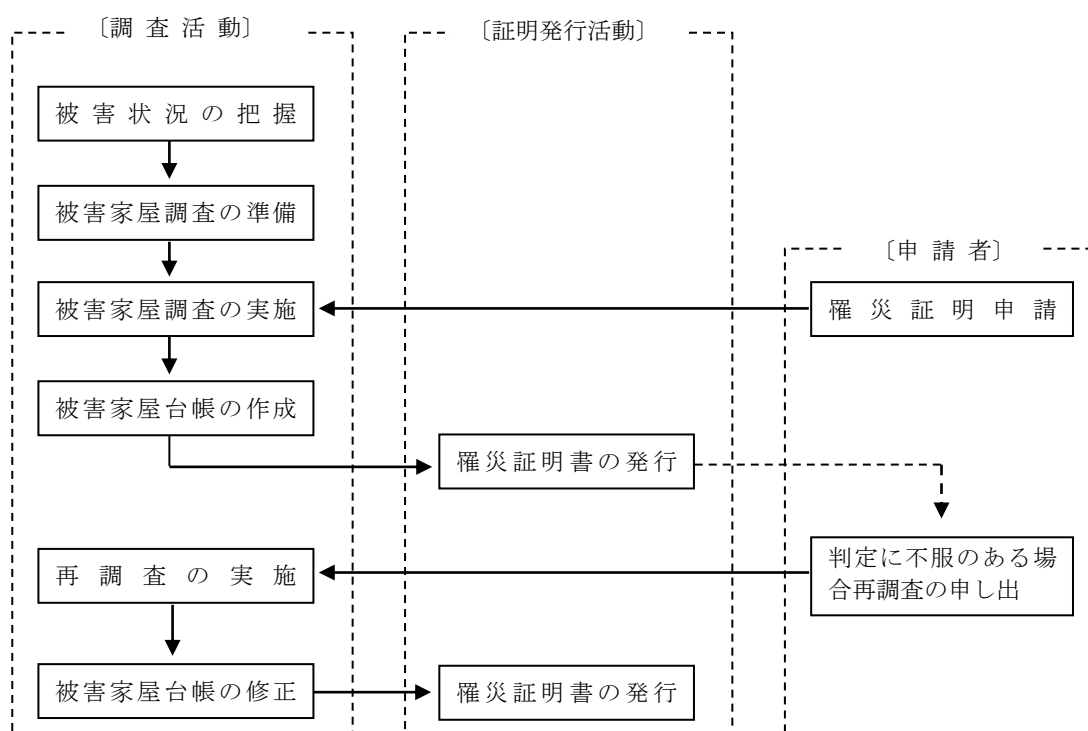 〔調査活動〕
〔証明発行活動〕
被害状況の把握
被害家屋調査の準備
〔申請者〕
被害家屋調査の実施
罹災証明申請
被害家屋台帳の作成
罹災証明書の発行
判定に不服のある場
合再調査の申し出
再調査の実施
被害家屋台帳の修正
罹災証明書の発行